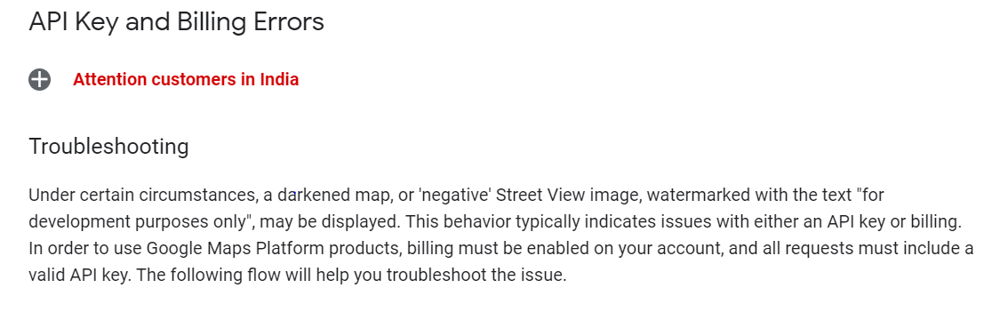 API Key and Billing Errors
Attention customers in India
Troubleshooting
Under certain circumstances, a darkened map, or 'negative' Street View image, watermarked with the text "for
development purposes only", may be displayed. This behavior typically indicates issues with either an API key or billing.
In order to use Google Maps Platform products, billing must be enabled on your account, and all requests must include a
valid API key. The following flow will help you troubleshoot the issue.